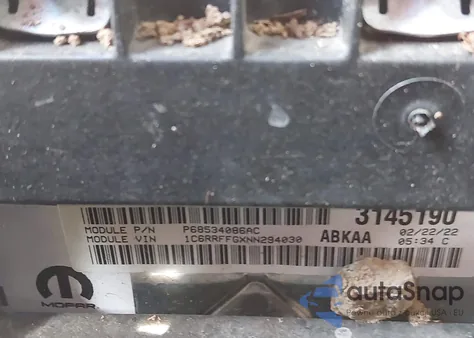 3145190
MODULE P/N P68534086AC
MODULE VIN 1C6RRFFGXNN294030 ABKAA 02/22/22
05:34 C
MOPAR
autoSnap